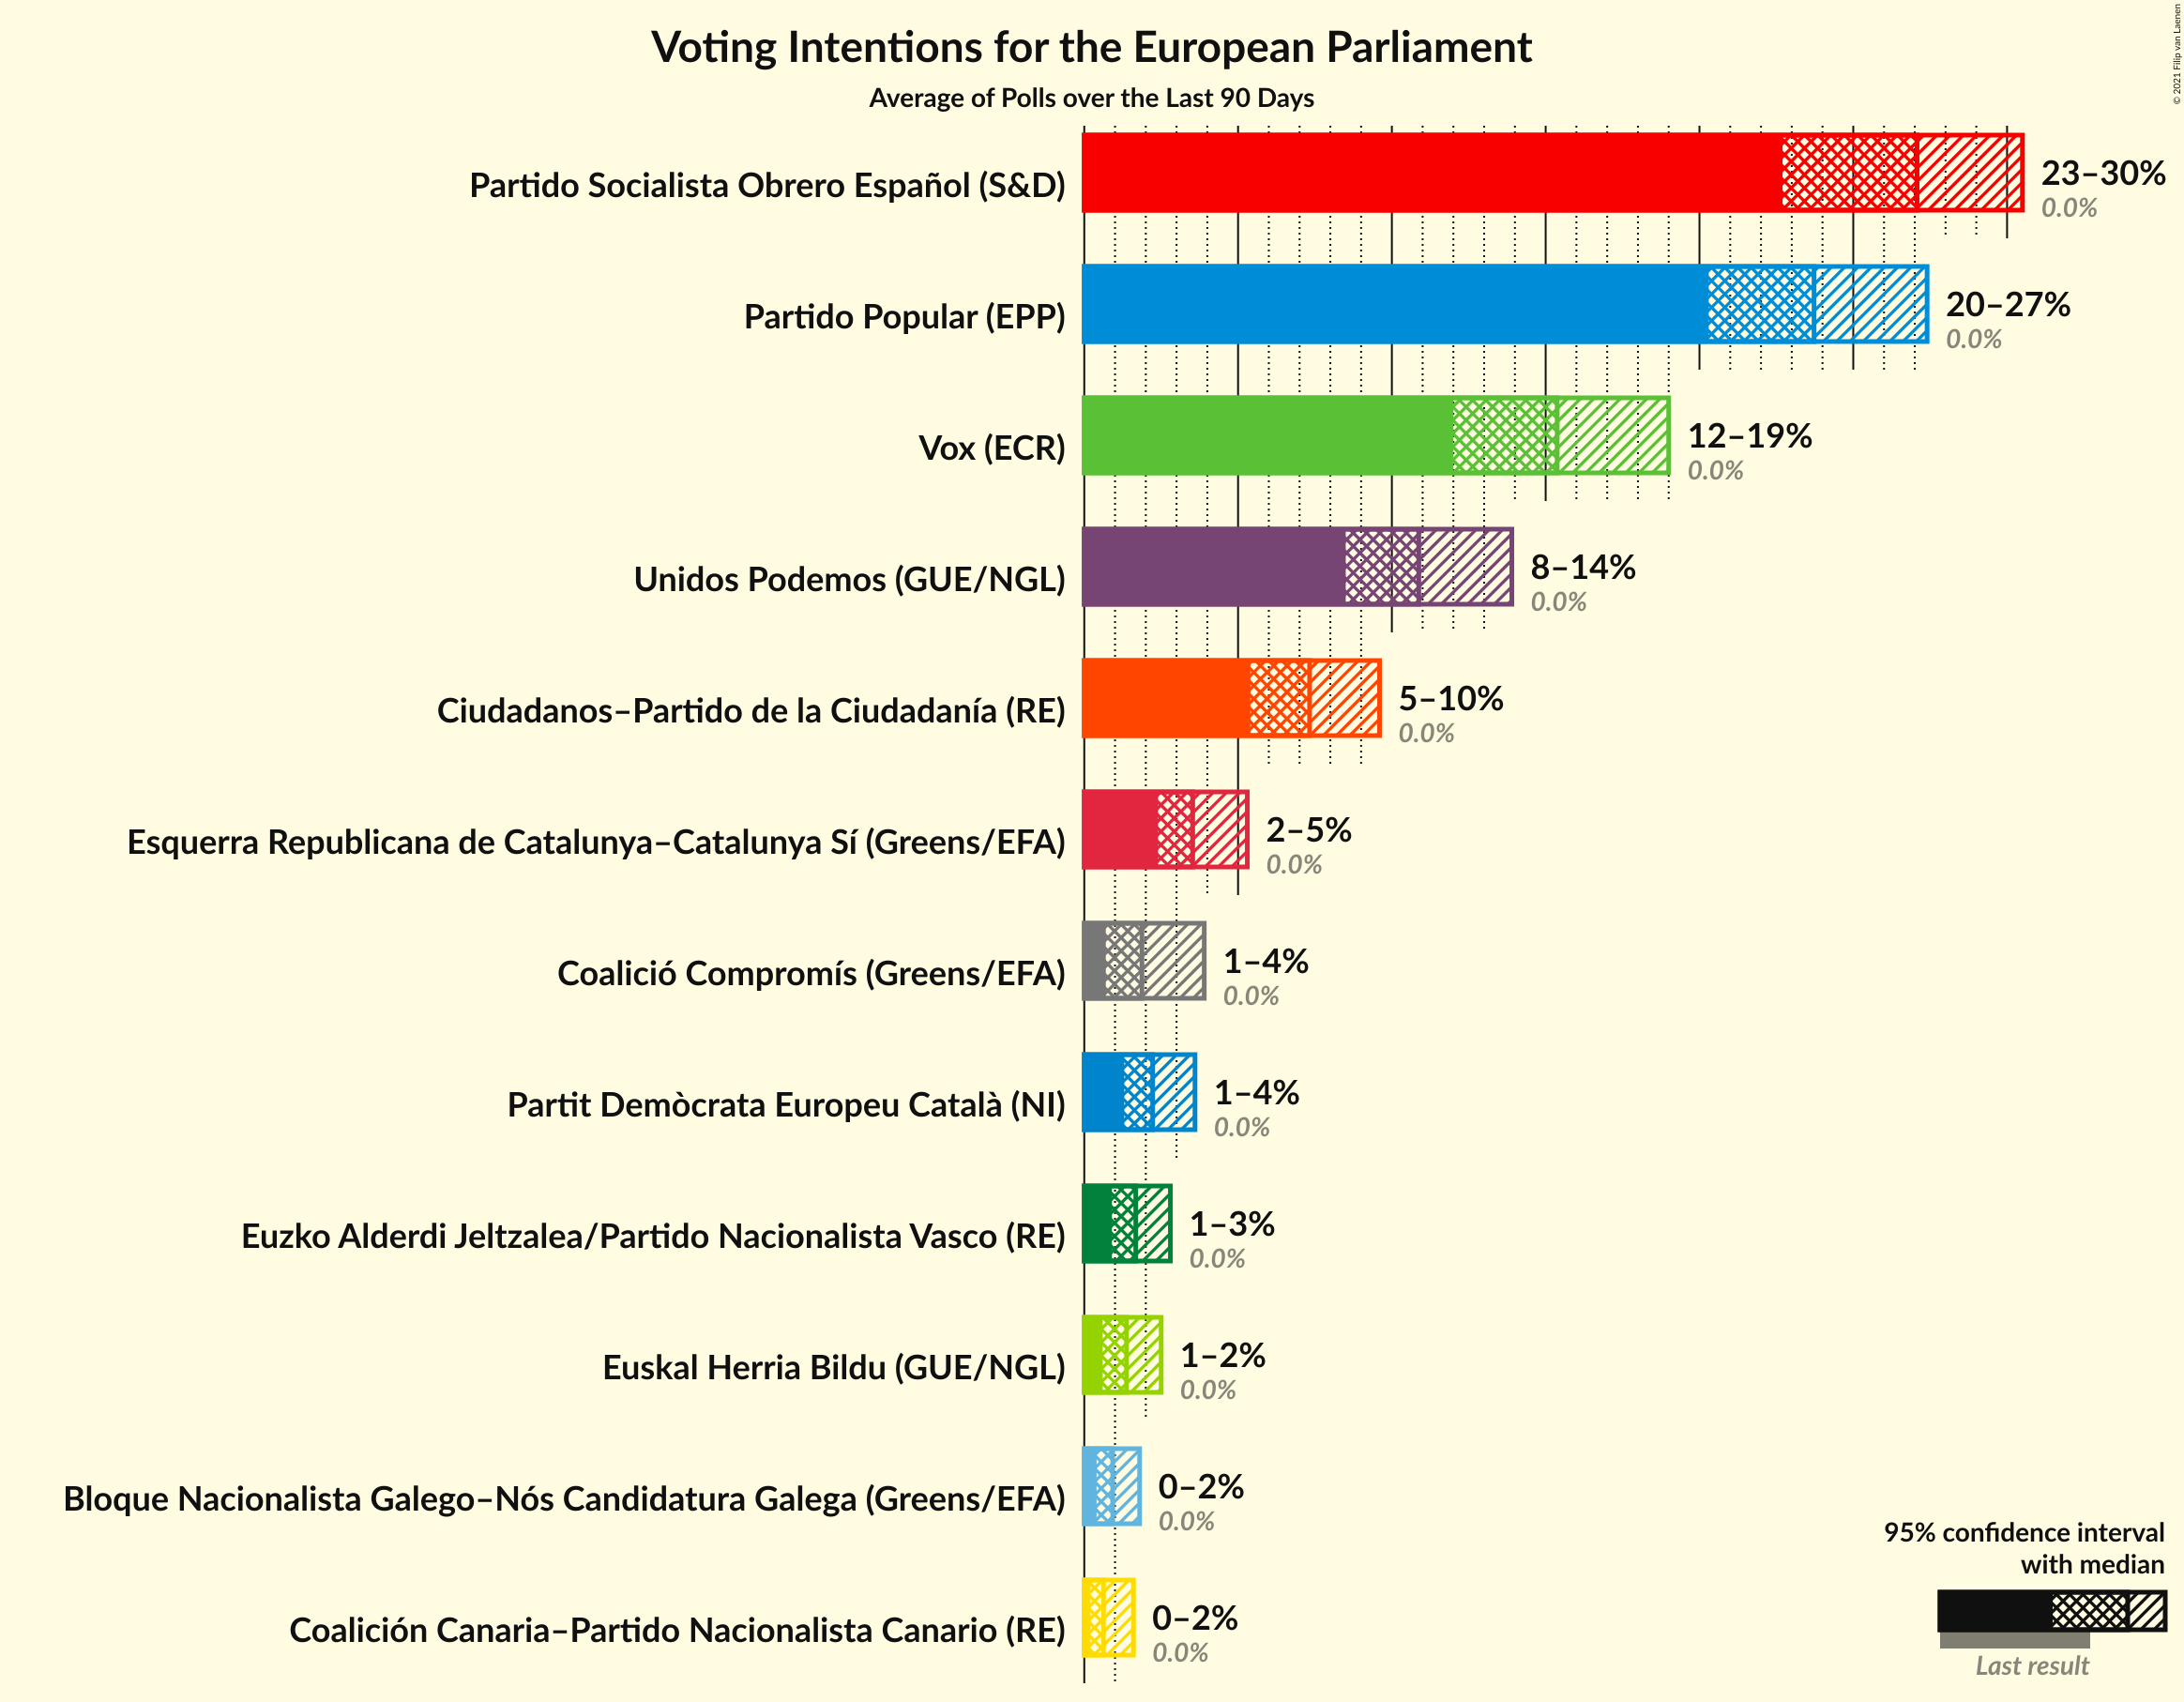 © 2021 Filip van Laenen
Voting Intentions for the European Parliament
Average of Polls over the Last 90 Days
Partido Socialista Obrero Español (S&D)
23–30%
0.0%
Partido Popular (EPP)
20–27%
0.0%
Vox (ECR)
12–19%
0.0%
Unidos Podemos (GUE/NGL)
8–14%
0.0%
Ciudadanos–Partido de la Ciudadanía (RE)
5–10%
0.0%
Esquerra Republicana de Catalunya–Catalunya Sí (Greens/EFA)
2–5%
0.0%
Coalició Compromís (Greens/EFA)
1–4%
0.0%
Partit Demòcrata Europeu Català (NI)
1–4%
0.0%
Euzko Alderdi Jeltzalea/Partido Nacionalista Vasco (RE)
1–3%
0.0%
Euskal Herria Bildu (GUE/NGL)
1–2%
0.0%
Bloque Nacionalista Galego–Nós Candidatura Galega (Greens/EFA)
0–2%
0.0%
Coalición Canaria–Partido Nacionalista Canario (RE)
0–2%
0.0%
95% confidence interval
with median
Last result